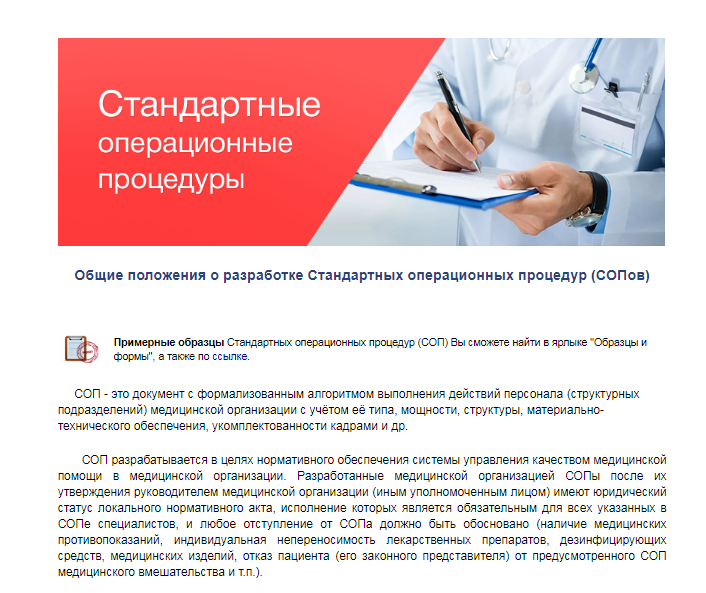 Стандартные
операционные
процедуры
Общие положения о разработке Стандартных операционных процедур (СОПов)
Примерные образцы Стандартных операционных процедур (СОП) Вы сможете найти в ярлыке "Образцы и
формы", а также по ссылке.
СОП - это документ с формализованным алгоритмом выполнения действий персонала (структурных
подразделений) медицинской организации с учётом её типа, мощности, структуры, материально-
технического обеспечения, укомплектованности кадрами и др.
СОП разрабатывается в целях нормативного обеспечения системы управления качеством медицинской
помощи в медицинской организации. Разработанные медицинской организацией СОПы после их
утверждения руководителем медицинской организации (иным уполномоченным лицом) имеют юридический
статус локального нормативного акта, исполнение которых является обязательным для всех указанных в
СОПе специалистов, и любое отступление от СОПа должно быть обосновано (наличие медицинских
противопоказаний, индивидуальная непереносимость лекарственных препаратов, дезинфицирующих
средств, медицинских изделий, отказ пациента (его законного представителя) от предусмотренного СОП
медицинского вмешательства и т.п.).